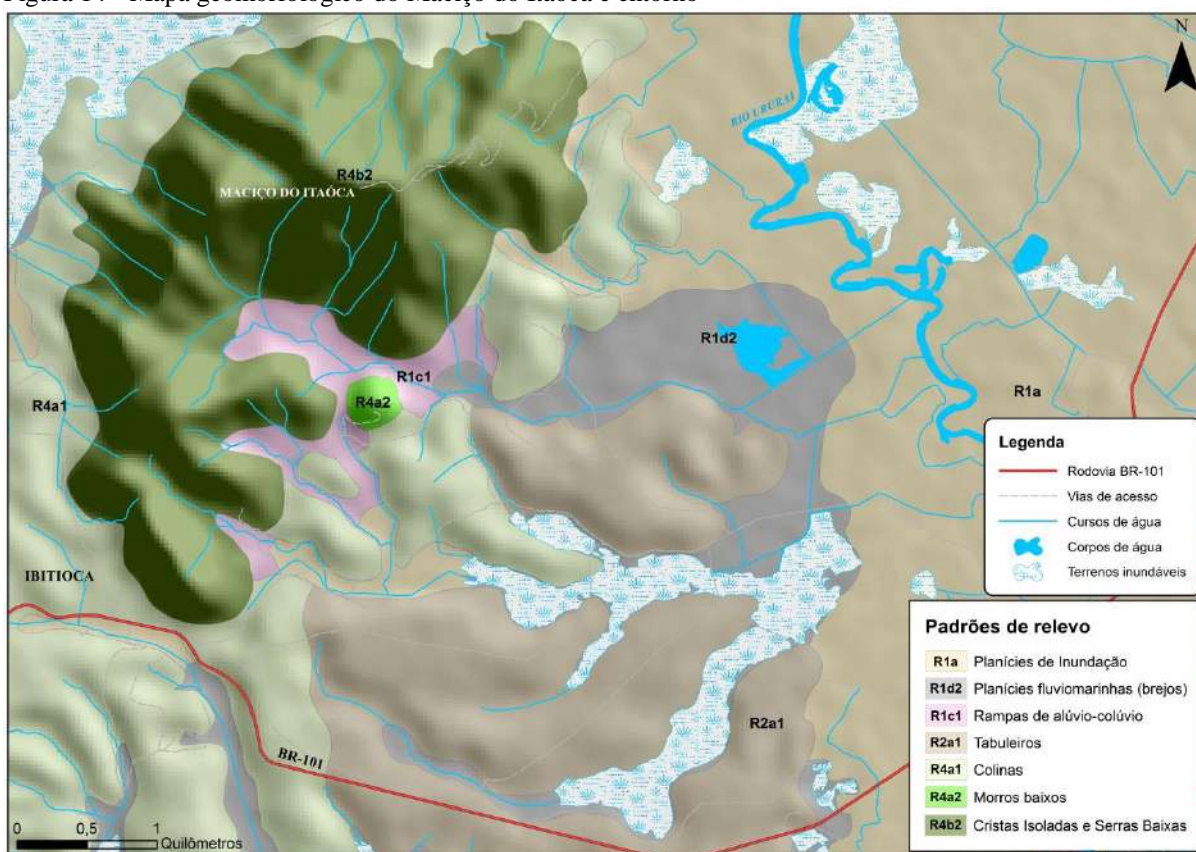 Figura 14 - Mapa geomorfológico do Maciço do Itaóca e entorno
N
RIO URURAÍ
R4b2
MACIÇO DO ITAÓCA
R1d2
R1c1
R4a2
R4a1
R1a
IBITIOCA
R2a1
BR-101
Legenda
Rodovia BR-101
Vias de acesso
Cursos de água
Corpos de água
Terrenos inundáveis
Padrões de relevo
R1a Planícies de Inundação
R1d2 Planícies fluviomarinhas (brejos)
R1c1 Rampas de alúvio-colúvio
R2a1 Tabuleiros
R4a1 Colinas
R4a2 Morros baixos
R4b2 Cristas Isoladas e Serras Baixas
0 0,5 1
Quilômetros